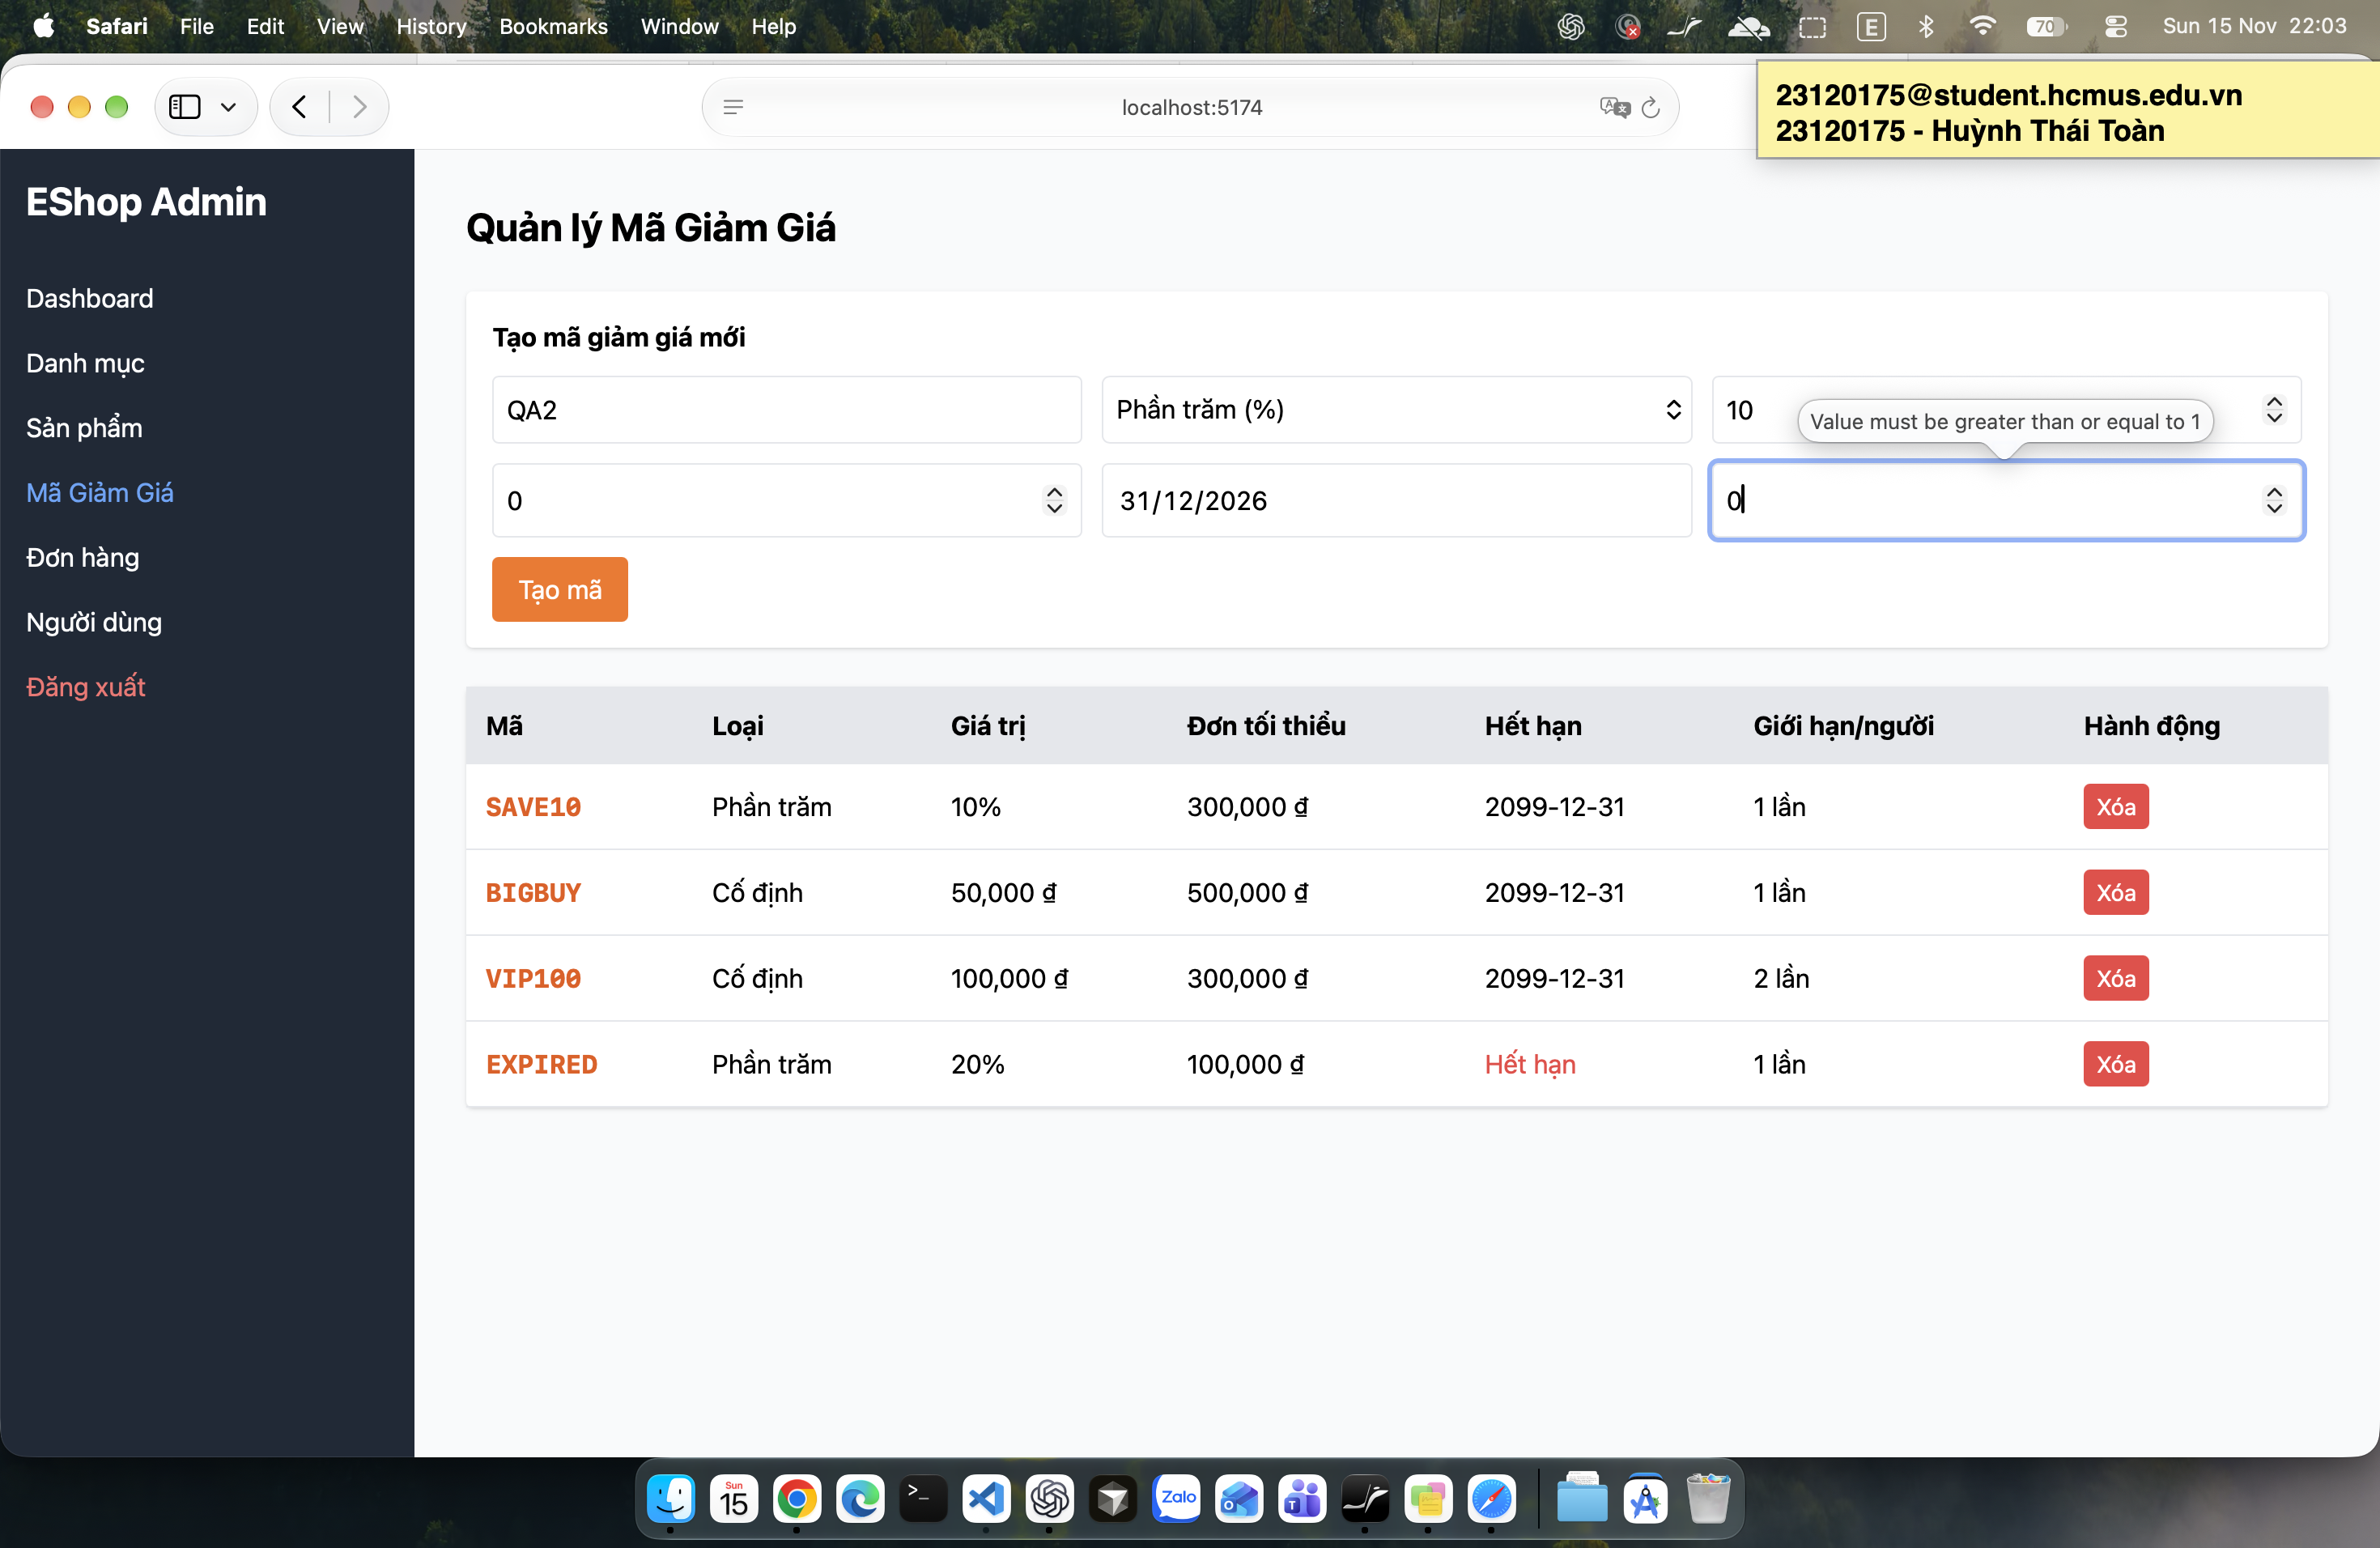 Safari File Edit View History Bookmarks Window Help E 70 Sun 15 Nov 22:03
localhost:5174
23120175@student.hcmus.edu.vn
23120175 - Huỳnh Thái Toàn
EShop Admin
Dashboard
Danh mục
Sản phẩm
Mã Giảm Giá
Đơn hàng
Người dùng
Đăng xuất
Quản lý Mã Giảm Giá
Tạo mã giảm giá mới
QA2 Phần trăm (%) 10
Value must be greater than or equal to 1
0 31/12/2026 0
Tạo mã
Mã Loại Giá trị Đơn tối thiểu Hết hạn Giới hạn/người Hành động
SAVE10 Phần trăm 10% 300,000 ₫ 2099-12-31 1 lần Xóa
BIGBUY Cố định 50,000 ₫ 500,000 ₫ 2099-12-31 1 lần Xóa
VIP100 Cố định 100,000 ₫ 300,000 ₫ 2099-12-31 2 lần Xóa
EXPIRED Phần trăm 20% 100,000 ₫ Hết hạn 1 lần Xóa
Sun
15
Zalo